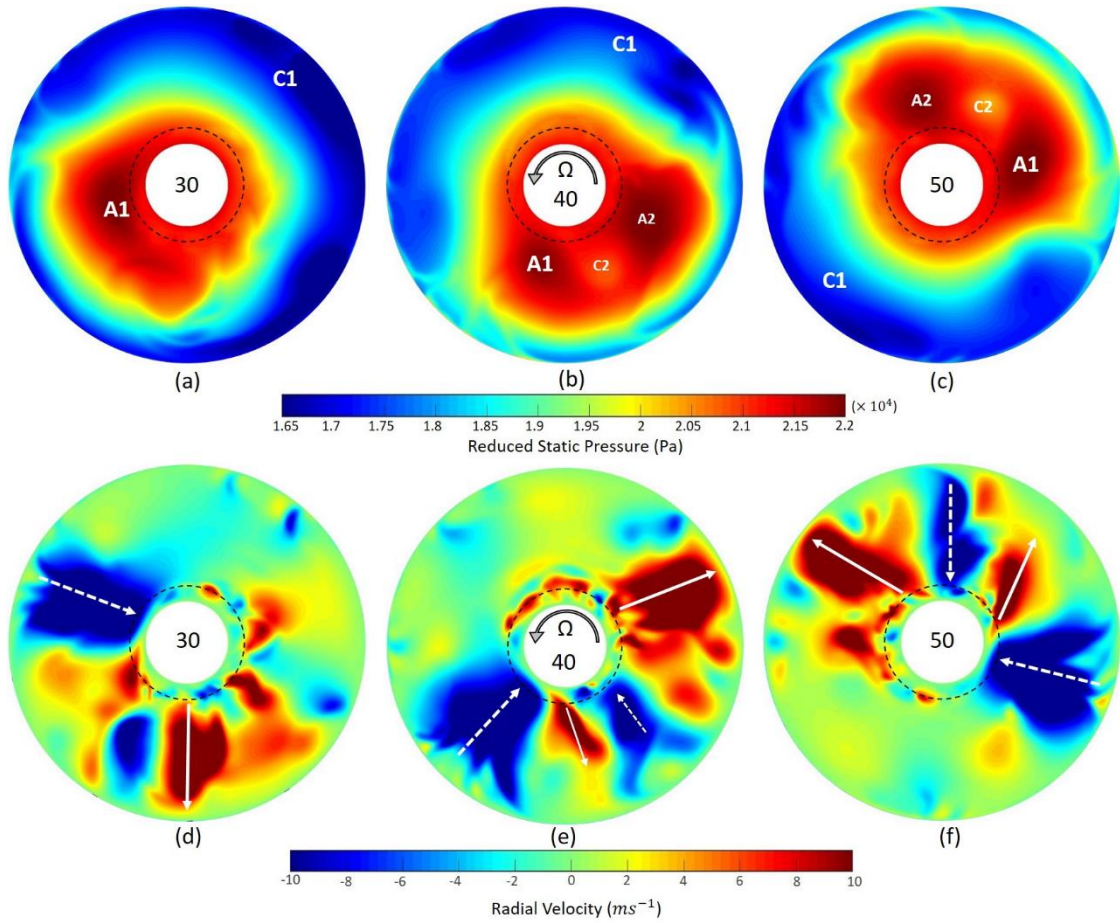 C1
A1
30
(a)
C1
Ω
40
A1
A2
C2
(b)
A2
C2
A1
50
C1
(c)
1.65 1.7 1.75 1.8 1.85 1.9 1.95 2 2.05 2.1 2.15 2.2 (× 10⁴)
Reduced Static Pressure (Pa)
30
(d)
Ω
40
(e)
50
(f)
-10 -8 -6 -4 -2 0 2 4 6 8 10
Radial Velocity (ms⁻¹)